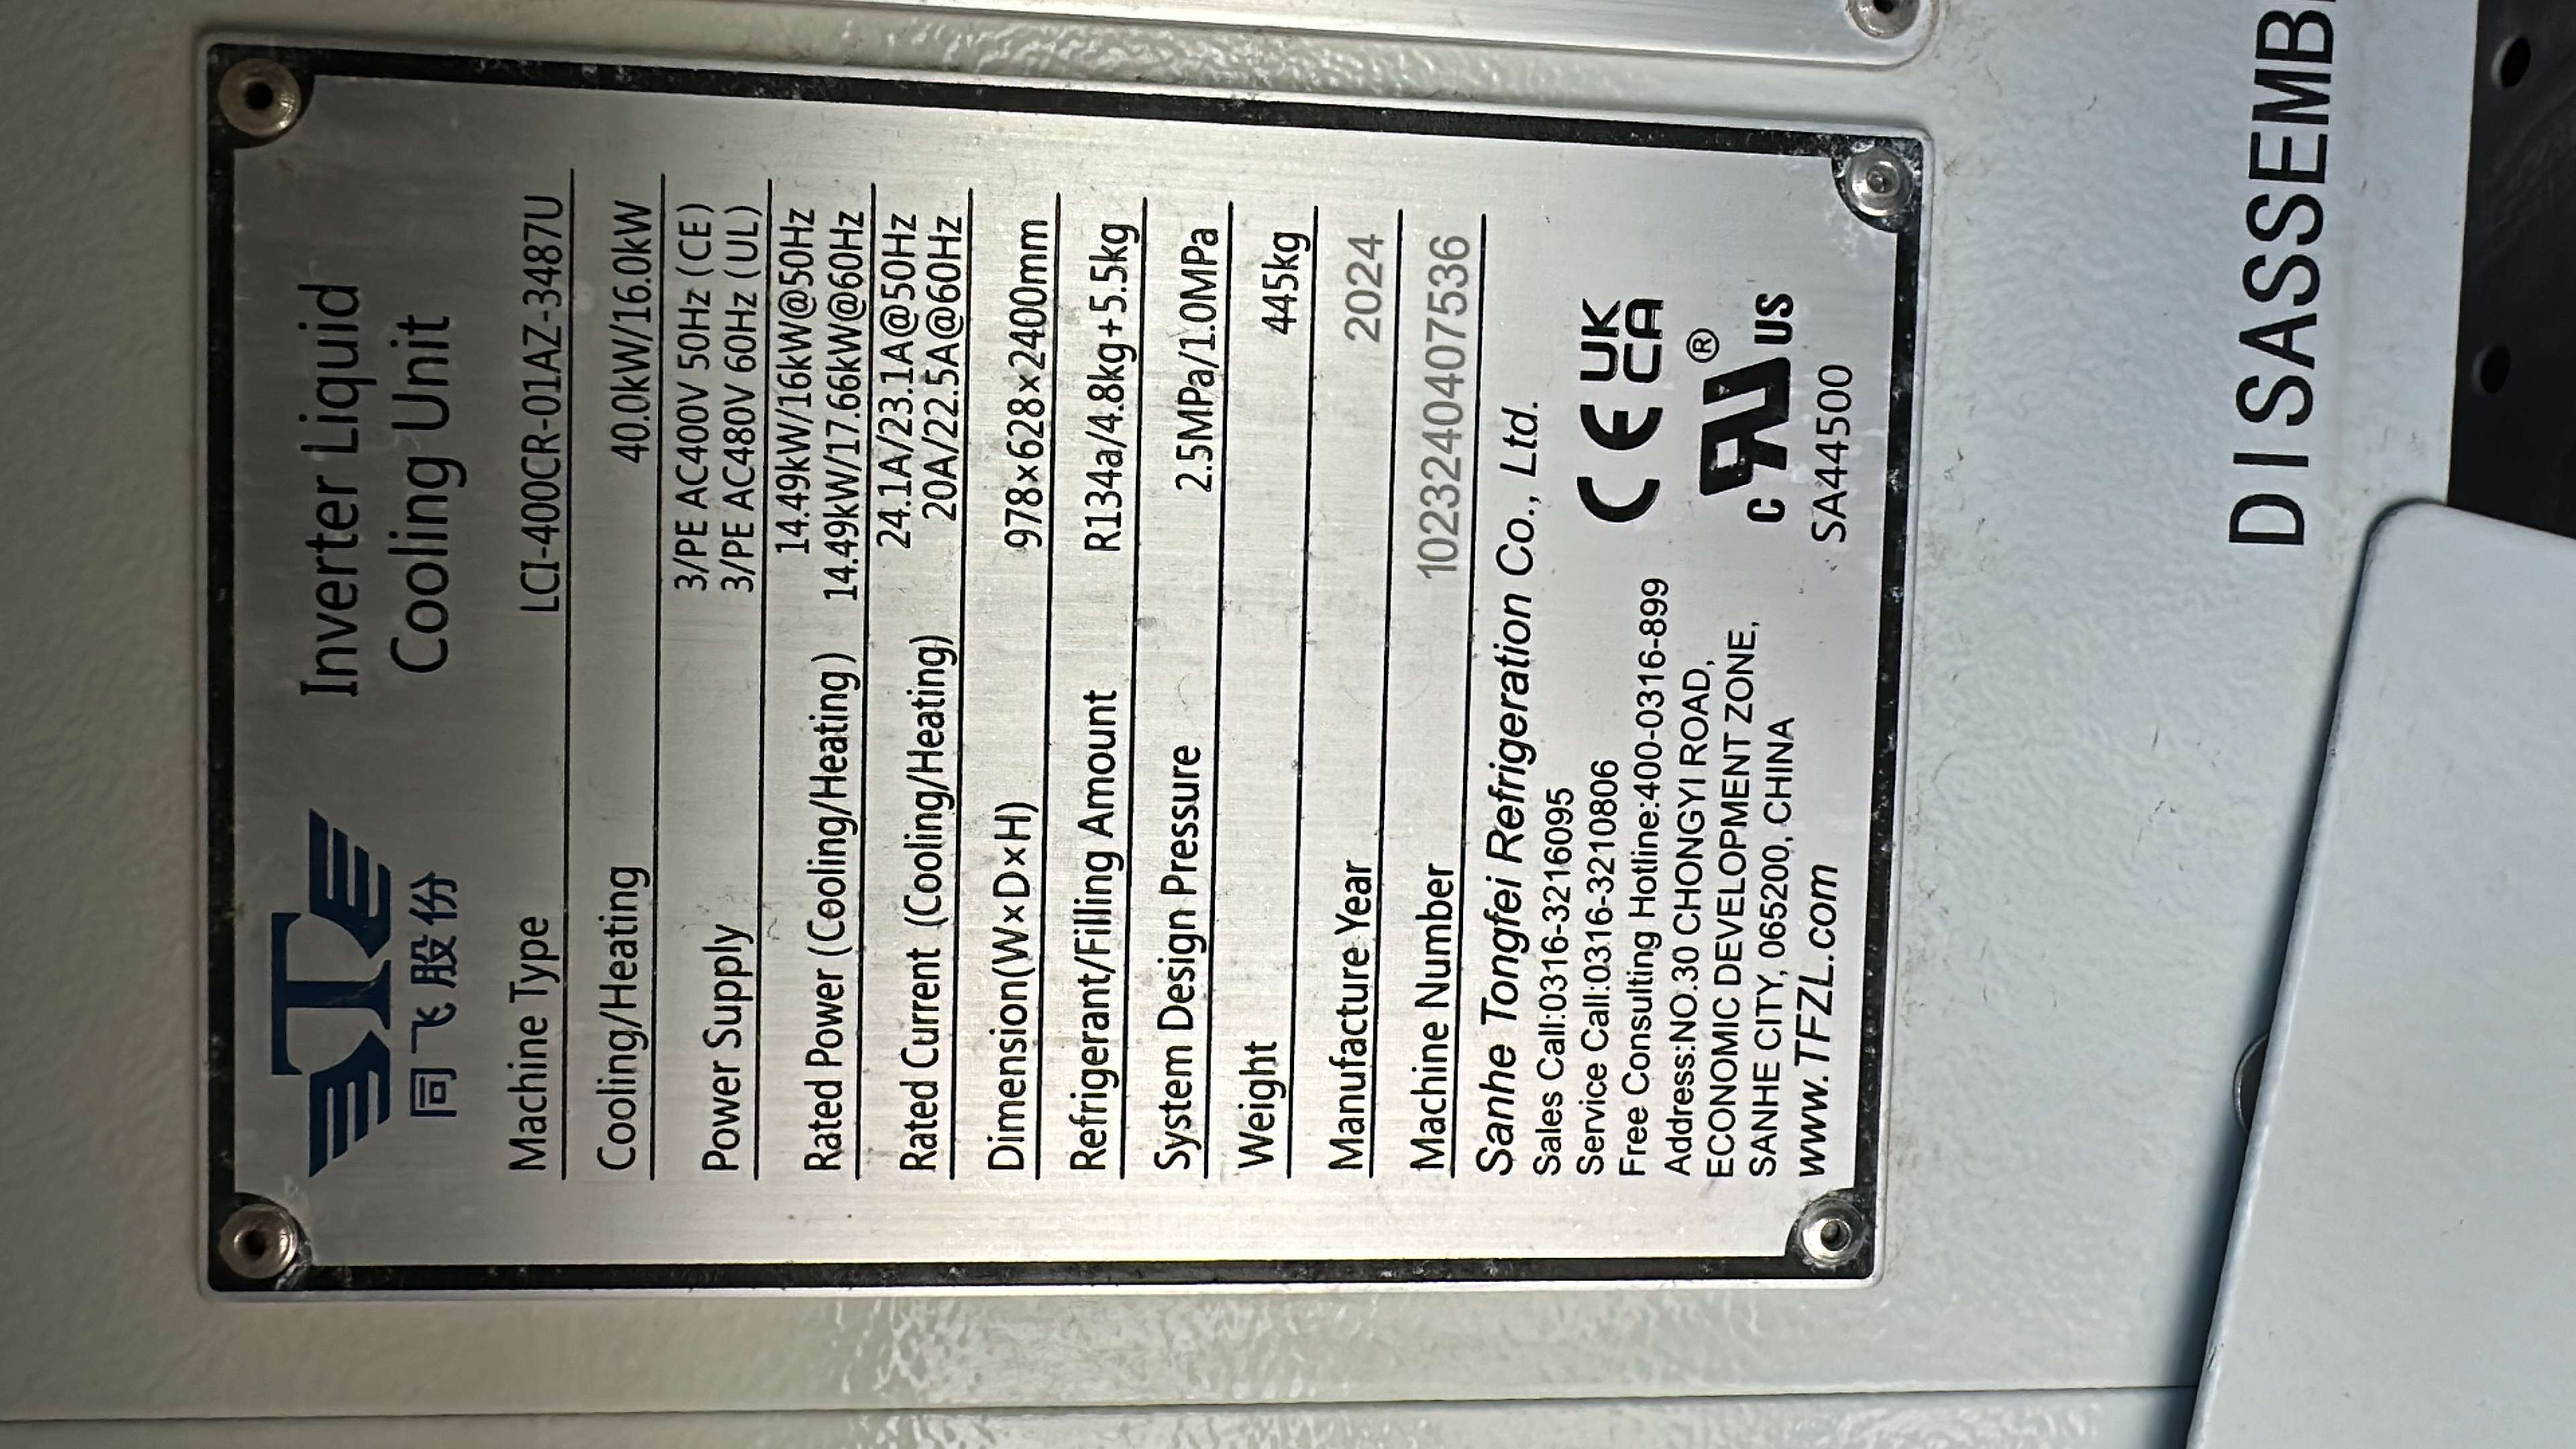 同飞股份
Inverter Liquid
Cooling Unit
Machine Type LCI-400CR-01AZ-3487U
Cooling/Heating 40.0kW/16.0kW
Power Supply 3/PE AC400V 50Hz (CE)
3/PE AC480V 60Hz (UL)
Rated Power (Cooling/Heating) 14.49kW/16kW@50Hz
14.49kW/17.66kW@60Hz
Rated Current (Cooling/Heating) 24.1A/23.1A@50Hz
20A/22.5A@60Hz
Dimension(W×D×H) 978×628×2400mm
Refrigerant/Filling Amount R134a/4.8kg+5.5kg
System Design Pressure 2.5MPa/1.0MPa
Weight 445kg
Manufacture Year 2024
Machine Number 1023240407536
Sanhe Tongfei Refrigeration Co., Ltd.
Sales Call:0316-3216095
Service Call:0316-3210806
Free Consulting Hotline:400-0316-899
Address:NO.30 CHONGYI ROAD,
ECONOMIC DEVELOPMENT ZONE,
SANHE CITY, 065200, CHINA
www.TFZL.com
CE UK
CA
c RU ® US
SA44500
DISASSEMB